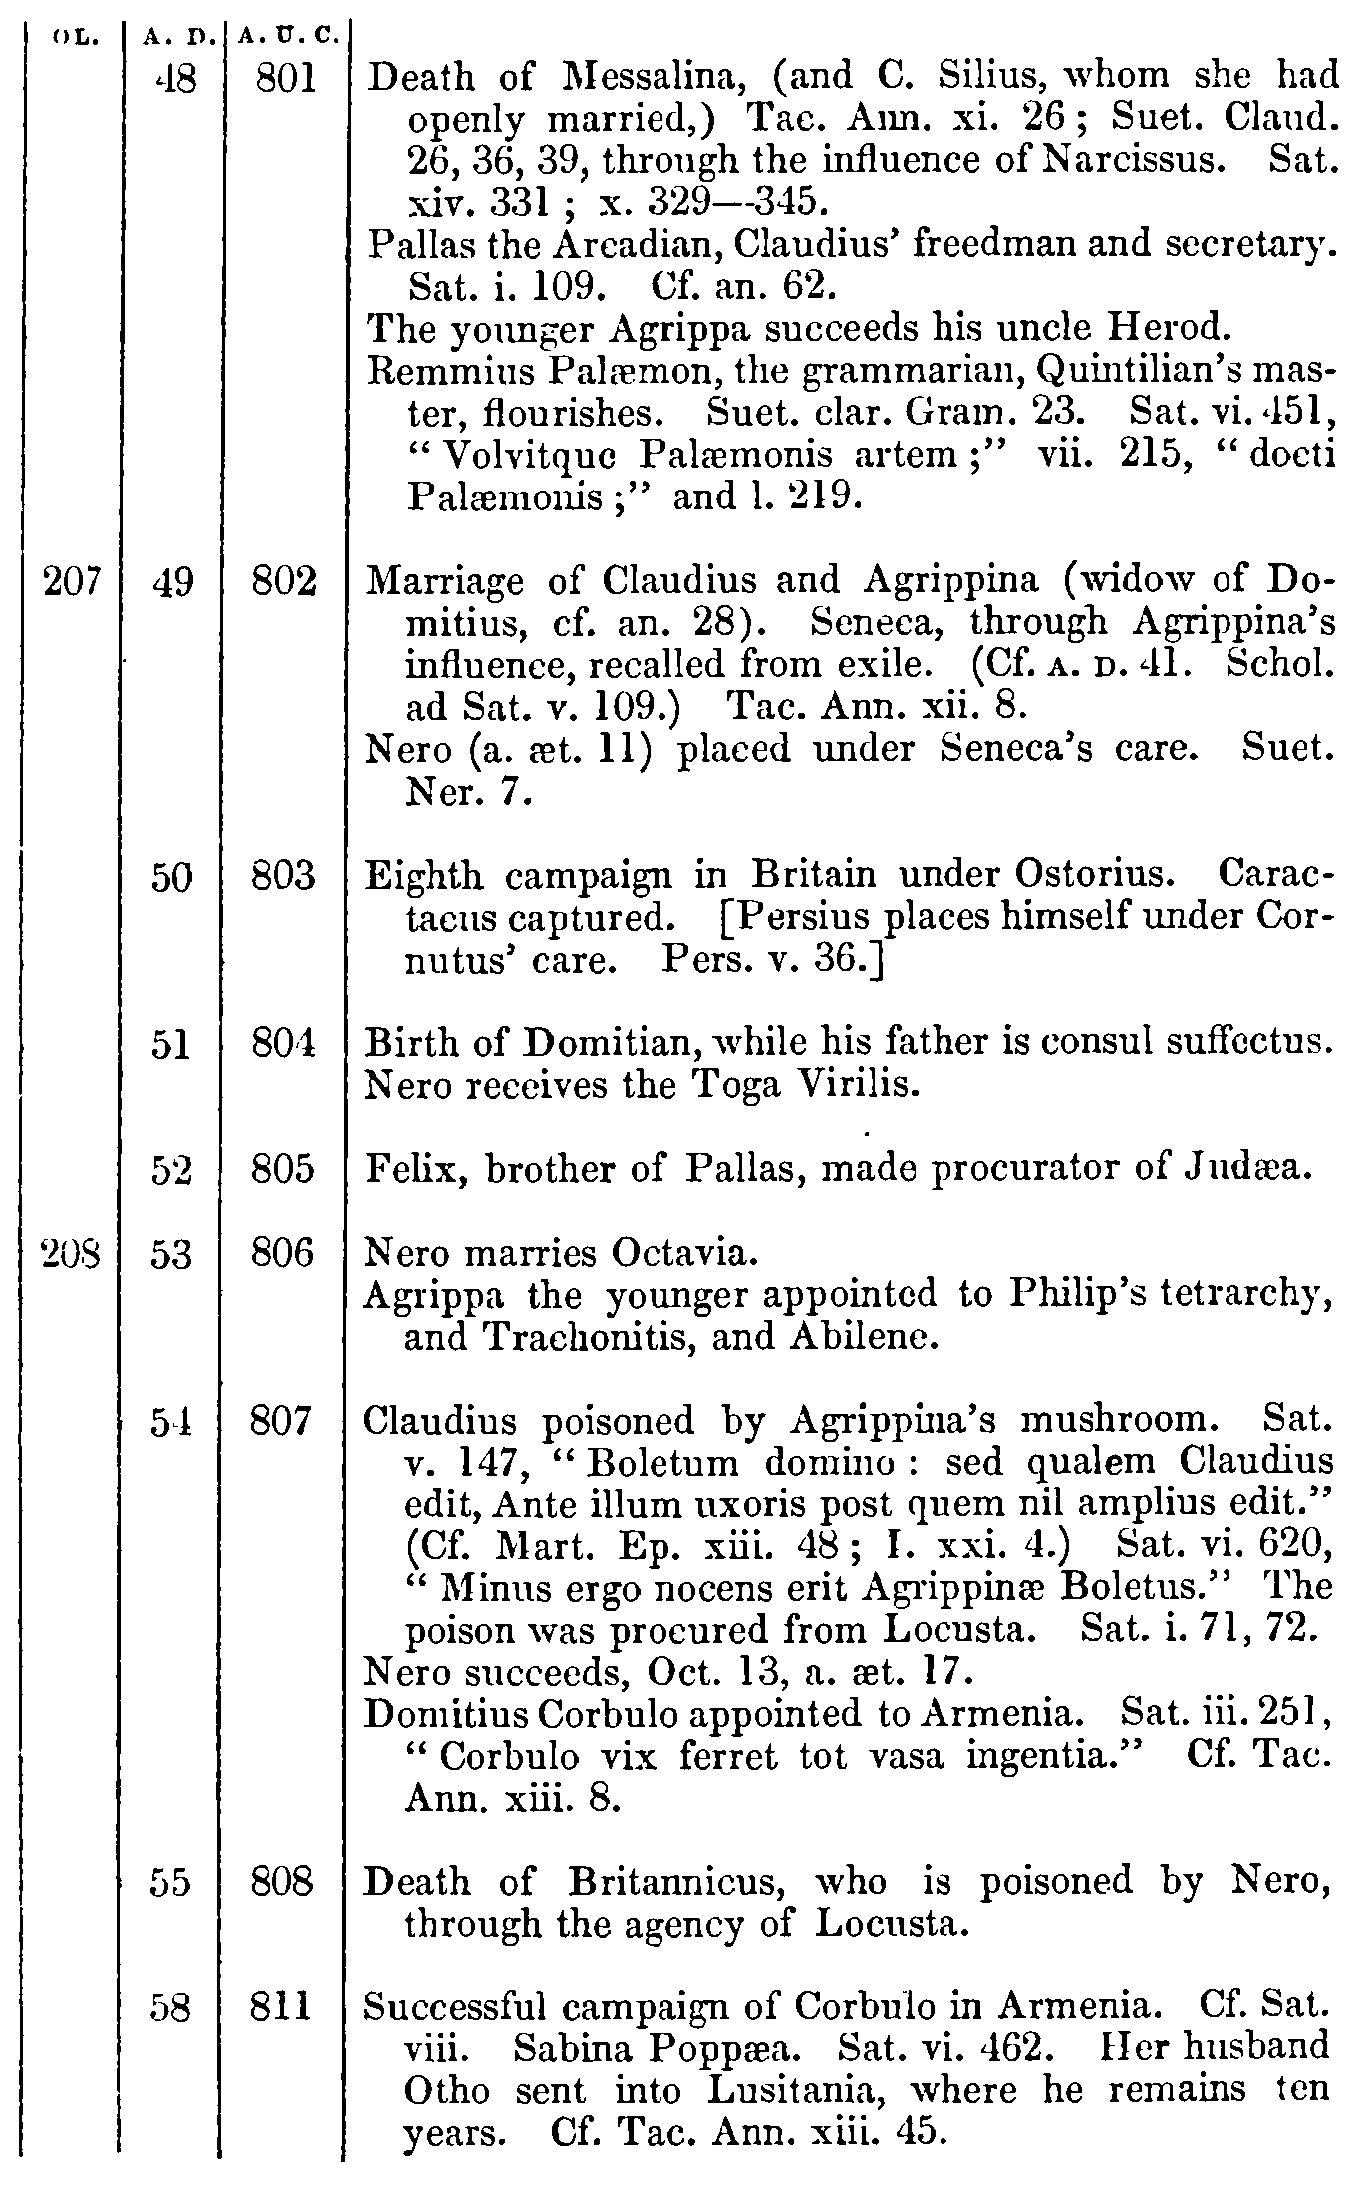 OL. A. D. A. U. C.
48 801 Death of Messalina, (and C. Silius, whom she had
openly married,) Tac. Ann. xi. 26 ; Suet. Claud.
26, 36, 39, through the influence of Narcissus. Sat.
xiv. 331 ; x. 329—345.
Pallas the Arcadian, Claudius’ freedman and secretary.
Sat. i. 109. Cf. an. 62.
The younger Agrippa succeeds his uncle Herod.
Remmius Palæmon, the grammarian, Quintilian’s mas-
ter, flourishes. Suet. clar. Gram. 23. Sat. vi. 451,
“ Volvitque Palæmonis artem ;” vii. 215, “ docti
Palæmonis ;” and l. 219.
207 49 802 Marriage of Claudius and Agrippina (widow of Do-
mitius, cf. an. 28). Seneca, through Agrippina’s
influence, recalled from exile. (Cf. A. D. 41. Schol.
ad Sat. v. 109.) Tac. Ann. xii. 8.
Nero (a. æt. 11) placed under Seneca’s care. Suet.
Ner. 7.
50 803 Eighth campaign in Britain under Ostorius. Carac-
tacus captured. [Persius places himself under Cor-
nutus’ care. Pers. v. 36.]
51 804 Birth of Domitian, while his father is consul suffectus.
Nero receives the Toga Virilis.
52 805 Felix, brother of Pallas, made procurator of Judæa.
208 53 806 Nero marries Octavia.
Agrippa the younger appointed to Philip’s tetrarchy,
and Trachonitis, and Abilene.
54 807 Claudius poisoned by Agrippina’s mushroom. Sat.
v. 147, “ Boletum domino : sed qualem Claudius
edit, Ante illum uxoris post quem nil amplius edit.”
(Cf. Mart. Ep. xiii. 48 ; I. xxi. 4.) Sat. vi. 620,
“ Minus ergo nocens erit Agrippinæ Boletus.” The
poison was procured from Locusta. Sat. i. 71, 72.
Nero succeeds, Oct. 13, a. æt. 17.
Domitius Corbulo appointed to Armenia. Sat. iii. 251,
“ Corbulo vix ferret tot vasa ingentia.” Cf. Tac.
Ann. xiii. 8.
55 808 Death of Britannicus, who is poisoned by Nero,
through the agency of Locusta.
58 811 Successful campaign of Corbulo in Armenia. Cf. Sat.
viii. Sabina Poppæa. Sat. vi. 462. Her husband
Otho sent into Lusitania, where he remains ten
years. Cf. Tac. Ann. xiii. 45.